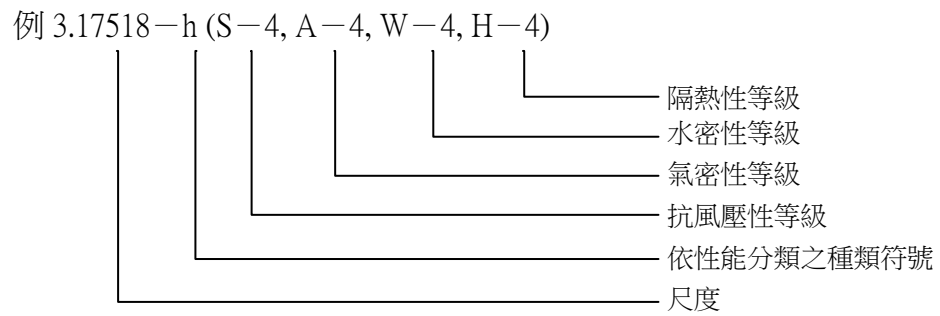 例 3.17518－h (S－4, A－4, W－4, H－4)
隔熱性等級
水密性等級
氣密性等級
抗風壓性等級
依性能分類之種類符號
尺度